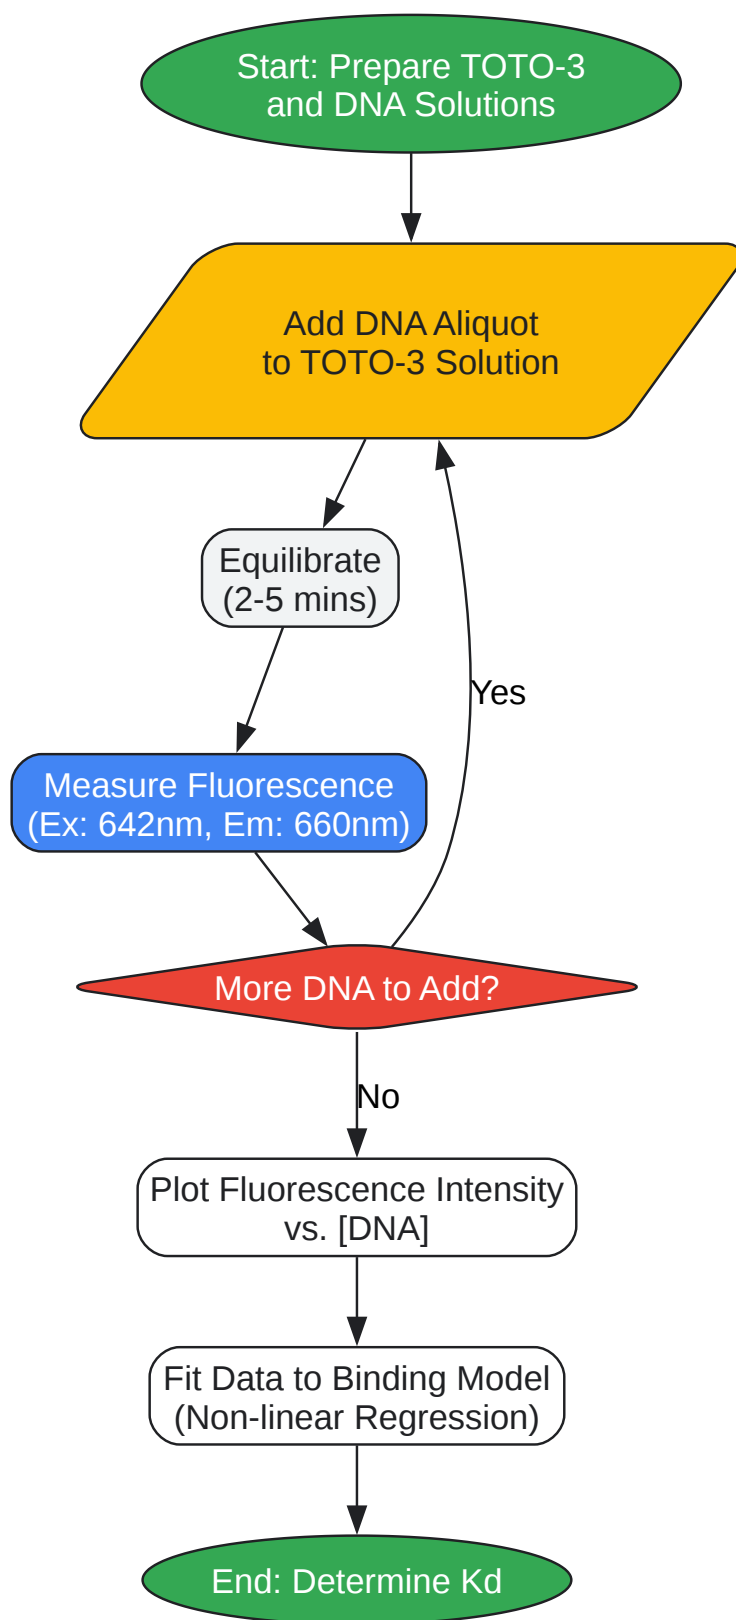 Start: Prepare TOTO-3
and DNA Solutions
Add DNA Aliquot
to TOTO-3 Solution
Equilibrate
(2-5 mins)
Yes
Measure Fluorescence
(Ex: 642nm, Em: 660nm)
More DNA to Add?
No
Plot Fluorescence Intensity
vs. [DNA]
Fit Data to Binding Model
(Non-linear Regression)
End: Determine Kd